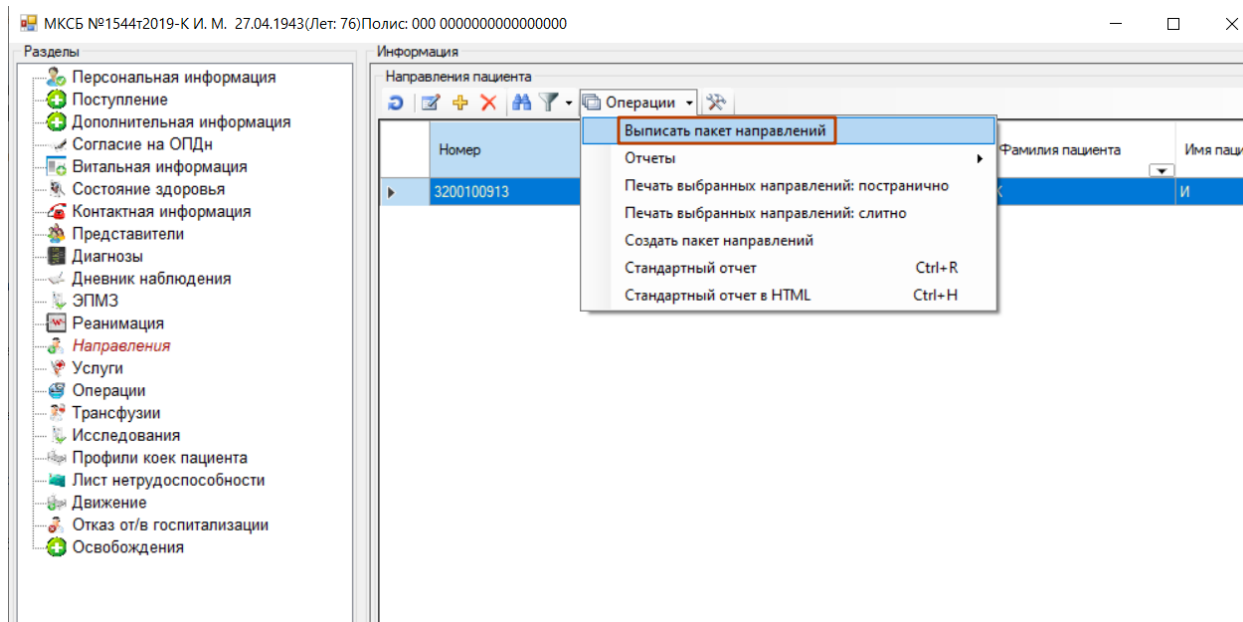 МКСБ №1544т2019-К И. М. 27.04.1943(Лет: 76)Полис: 000 0000000000000000
Разделы
Персональная информация
Поступление
Дополнительная информация
Согласие на ОПДн
Витальная информация
Состояние здоровья
Контактная информация
Представители
Диагнозы
Дневник наблюдения
ЭПМЗ
Реанимация
Направления
Услуги
Операции
Трансфузии
Исследования
Профили коек пациента
Лист нетрудоспособности
Движение
Отказ от/в госпитализации
Освобождения
Информация
Направления пациента
Операции
Выписать пакет направлений
Отчеты
Печать выбранных направлений: постранично
Печать выбранных направлений: слитно
Создать пакет направлений
Стандартный отчет Ctrl+R
Стандартный отчет в HTML Ctrl+H
Номер Фамилия пациента Имя паци
3200100913 К И